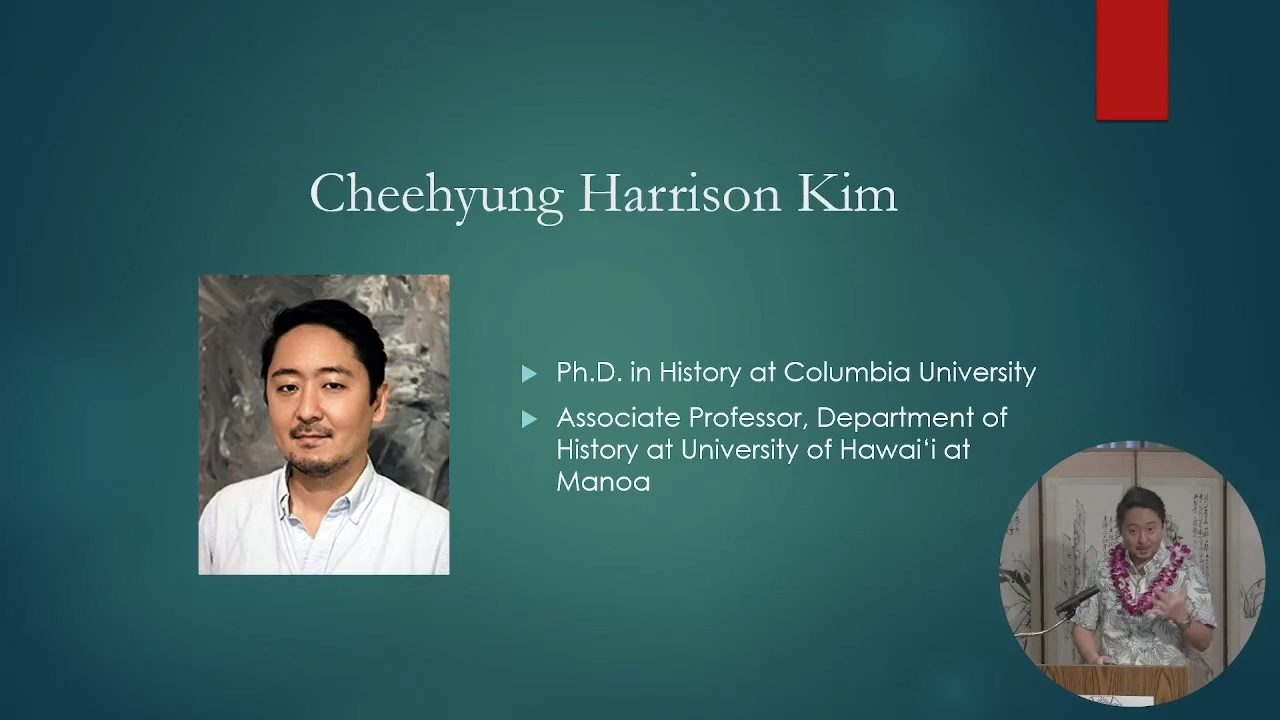 Cheehyung Harrison Kim
Ph.D. in History at Columbia University
Associate Professor, Department of
History at University of Hawaiʻi at
Manoa